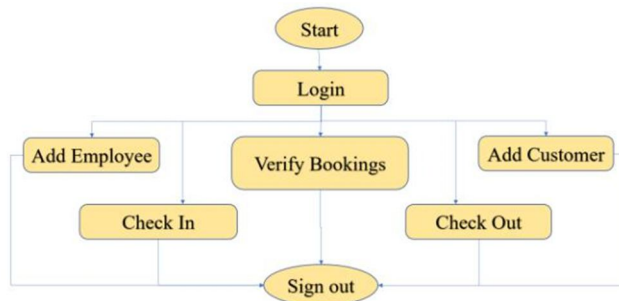 Start
Login
Add Employee
Verify Bookings
Add Customer
Check In
Check Out
Sign out